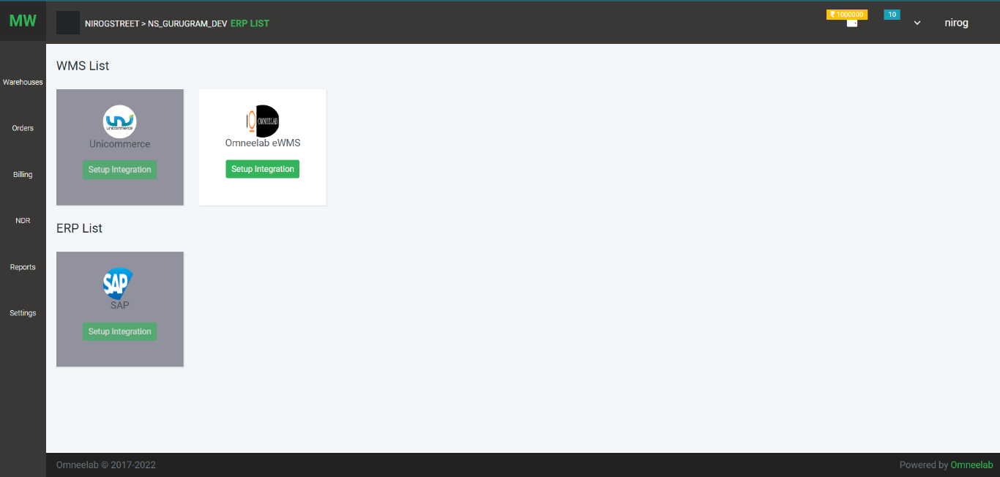 MW
NIROGSTREET > NS_GURUGRAM_DEV ERP LIST
₹ 1000000
10
nirog
Warehouses
Orders
Billing
NDR
Reports
Settings
WMS List
unicommerce
Unicommerce
Setup Integration
OMNEELAB
Omneelab eWMS
Setup Integration
ERP List
SAP
SAP
Setup Integration
Omneelab © 2017-2022
Powered by Omneelab